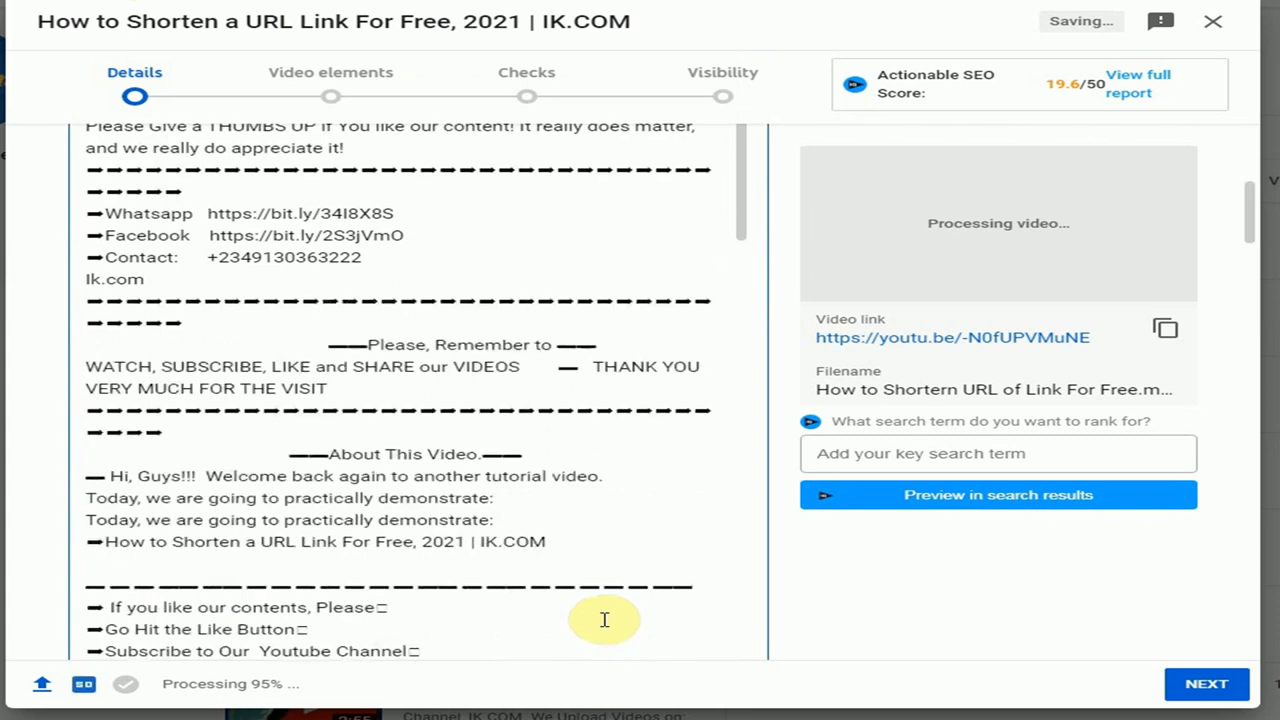 How to Shorten a URL Link For Free, 2021 | IK.COM
Saving...
Details
Video elements
Checks
Visibility
Actionable SEO
Score:
19.6/50
View full
report
Please Give a THUMBS UP If You like our content! It really does matter,
and we really do appreciate it!
➡Whatsapp https://bit.ly/34I8X8S
➡Facebook https://bit.ly/2S3jVmO
➡Contact: +2349130363222
Ik.com
Please, Remember to
WATCH, SUBSCRIBE, LIKE and SHARE our VIDEOS — THANK YOU
VERY MUCH FOR THE VISIT
About This Video.
— Hi, Guys!!! Welcome back again to another tutorial video.
Today, we are going to practically demonstrate:
Today, we are going to practically demonstrate:
➡How to Shorten a URL Link For Free, 2021 | IK.COM
➡ If you like our contents, Please
➡Go Hit the Like Button
➡Subscribe to Our Youtube Channel
Processing video...
Video link
https://youtu.be/-N0fUPVMuNE
Filename
How to Shortern URL of Link For Free.m...
What search term do you want to rank for?
Add your key search term
Preview in search results
SD
Processing 95% ...
NEXT